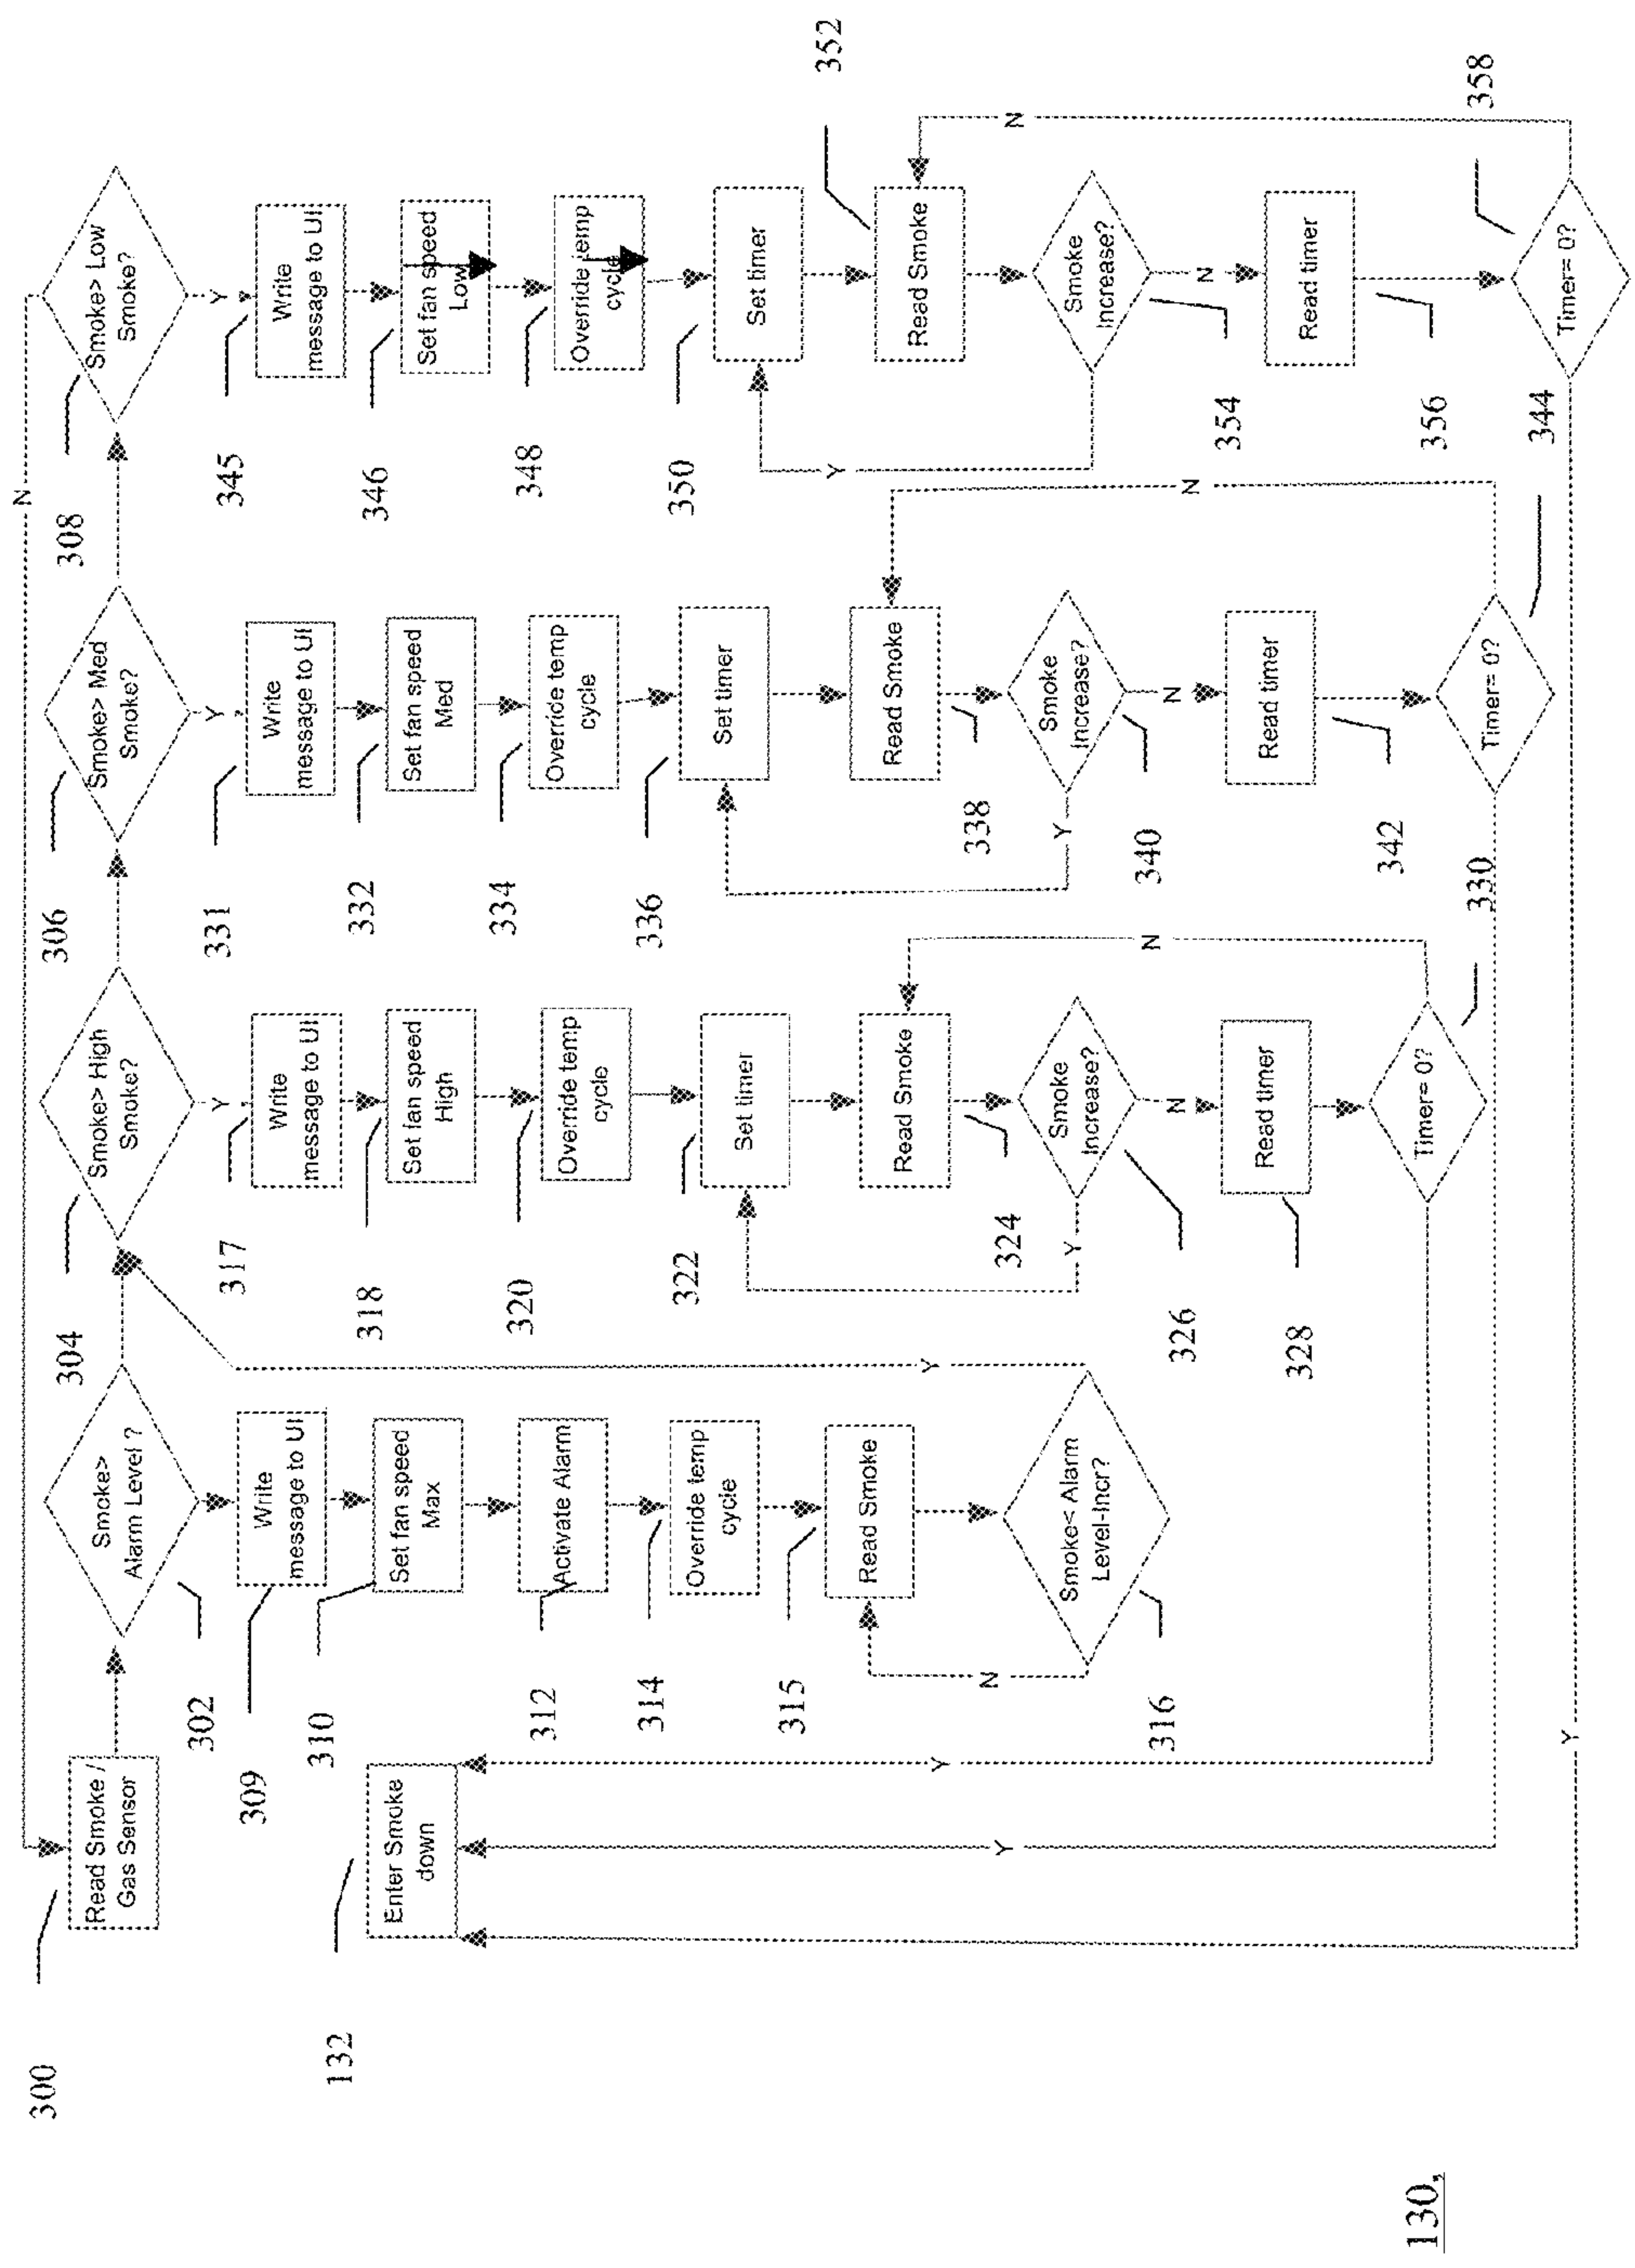 300
Read Smoke /
Gas Sensor
N
302
Smoke>
Alarm Level ?
304
Smoke> High
Smoke?
306
Smoke> Med
Smoke?
308
Smoke> Low
Smoke?
309
Write
message to UI
310
Set fan speed
Max
312
Activate Alarm
314
Override temp
cycle
315
Read Smoke
316
Smoke< Alarm
Level-Incr?
N
Y
Y
317
Write
message to UI
318
Set fan speed
High
320
Override temp
cycle
322
Set timer
324
Read Smoke
326
Smoke
Increase?
Y
N
328
Read timer
330
Timer= 0?
N
Y
Y
331
Write
message to UI
332
Set fan speed
Med
334
Override temp
cycle
336
Set timer
338
Read Smoke
340
Smoke
Increase?
Y
N
342
Read timer
344
Timer= 0?
N
Y
Y
345
Write
message to UI
346
Set fan speed
Low
348
Override temp
cycle
350
Set timer
352
Read Smoke
354
Smoke
Increase?
Y
N
356
Read timer
358
Timer= 0?
N
Y
132
Enter Smoke
down
130,